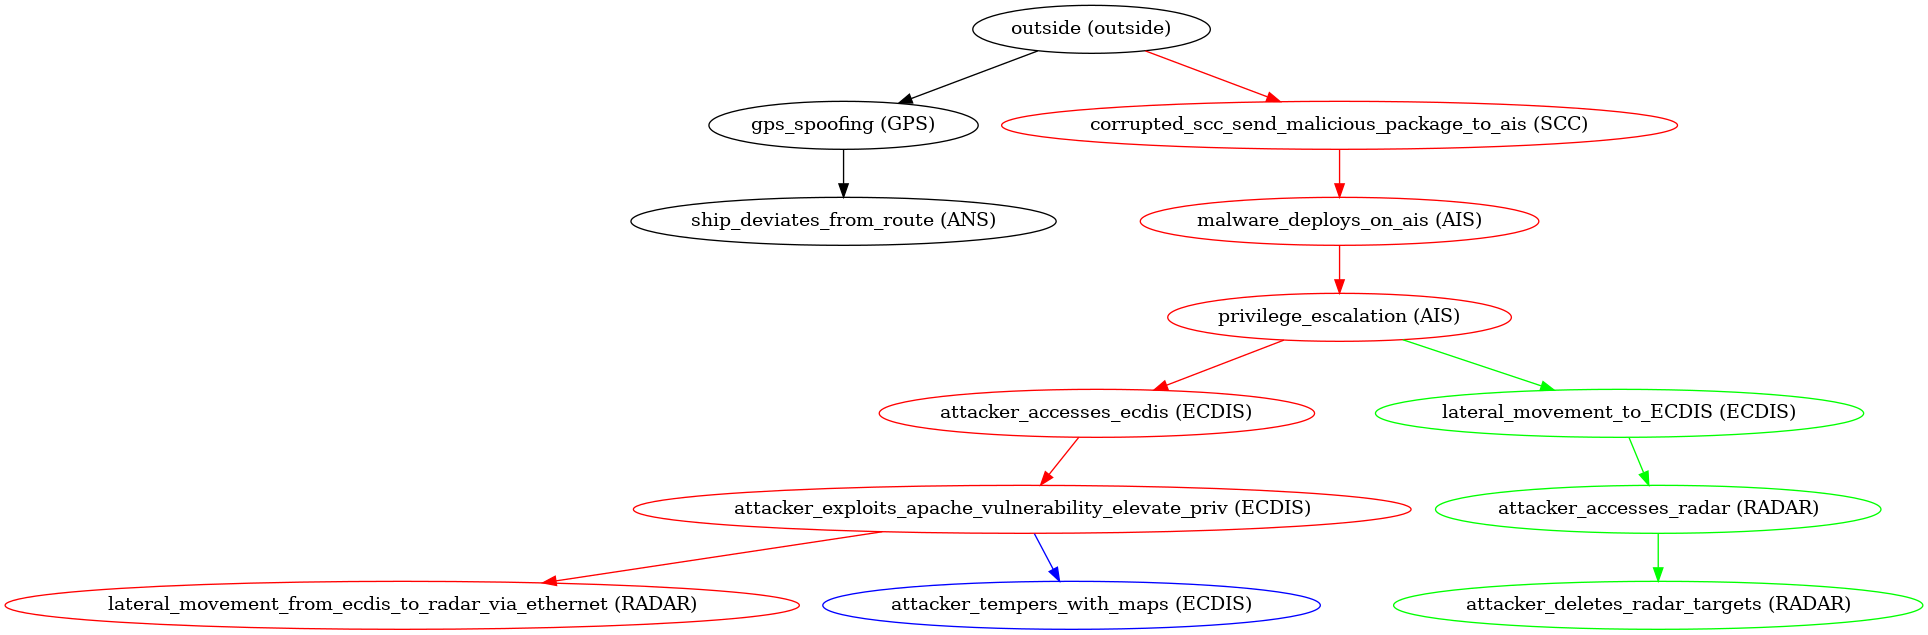 outside (outside)
gps_spoofing (GPS)
corrupted_scc_send_malicious_package_to_ais (SCC)
ship_deviates_from_route (ANS)
malware_deploys_on_ais (AIS)
privilege_escalation (AIS)
attacker_accesses_ecdis (ECDIS)
lateral_movement_to_ECDIS (ECDIS)
attacker_exploits_apache_vulnerability_elevate_priv (ECDIS)
attacker_accesses_radar (RADAR)
lateral_movement_from_ecdis_to_radar_via_ethernet (RADAR)
attacker_tempers_with_maps (ECDIS)
attacker_deletes_radar_targets (RADAR)